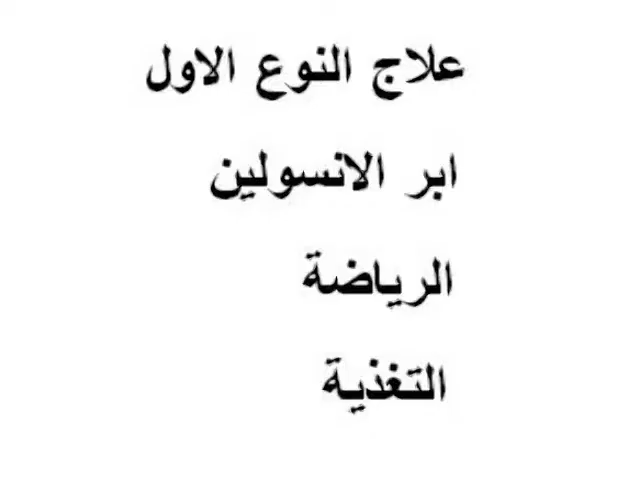 علاج النوع الاول
ابر الانسولين
الرياضة
التغذية